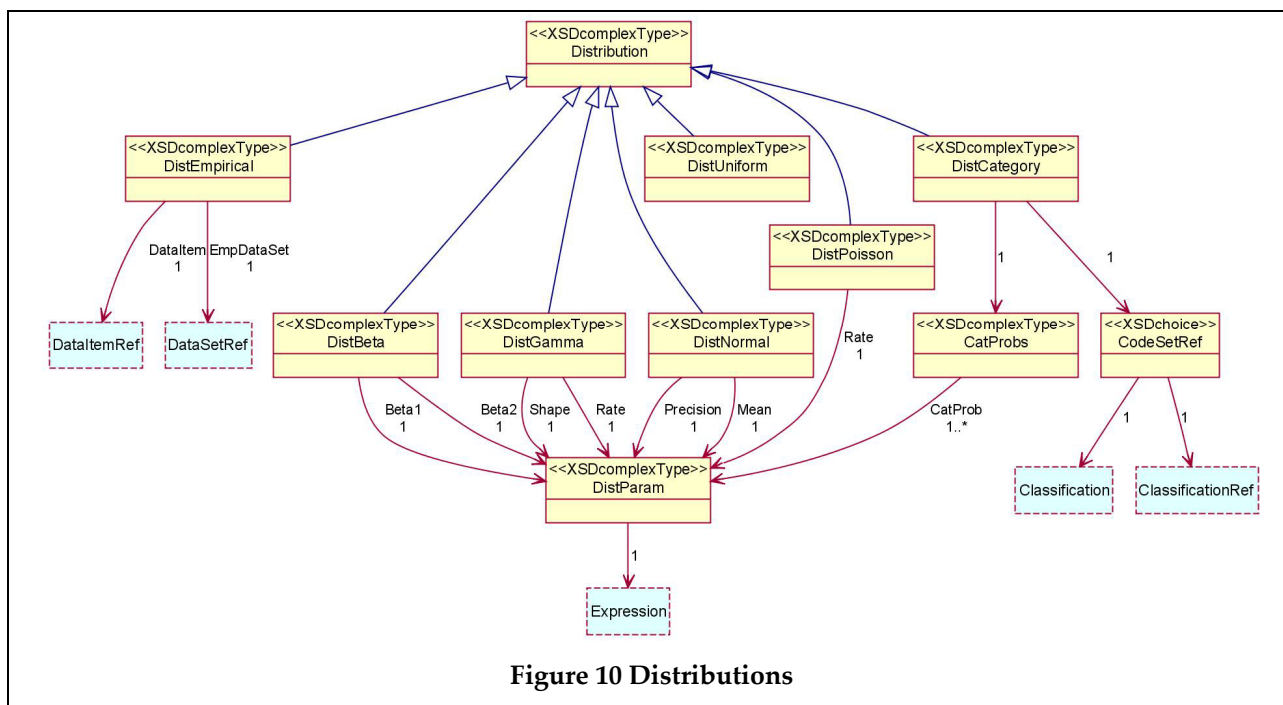 <<XSDcomplexType>>
Distribution
<<XSDcomplexType>>
DistEmpirical
<<XSDcomplexType>>
DistUniform
<<XSDcomplexType>>
DistCategory
<<XSDcomplexType>>
DistPoisson
DataItem
1
EmpDataSet
1
1
1
DataItemRef
DataSetRef
<<XSDcomplexType>>
DistBeta
<<XSDcomplexType>>
DistGamma
<<XSDcomplexType>>
DistNormal
Rate
1
<<XSDcomplexType>>
CatProbs
<<XSDchoice>>
CodeSetRef
Beta1
1
Beta2
1
Shape
1
Rate
1
Precision
1
Mean
1
CatProb
1..*
1
1
<<XSDcomplexType>>
DistParam
Classification
ClassificationRef
1
Expression
Figure 10 Distributions